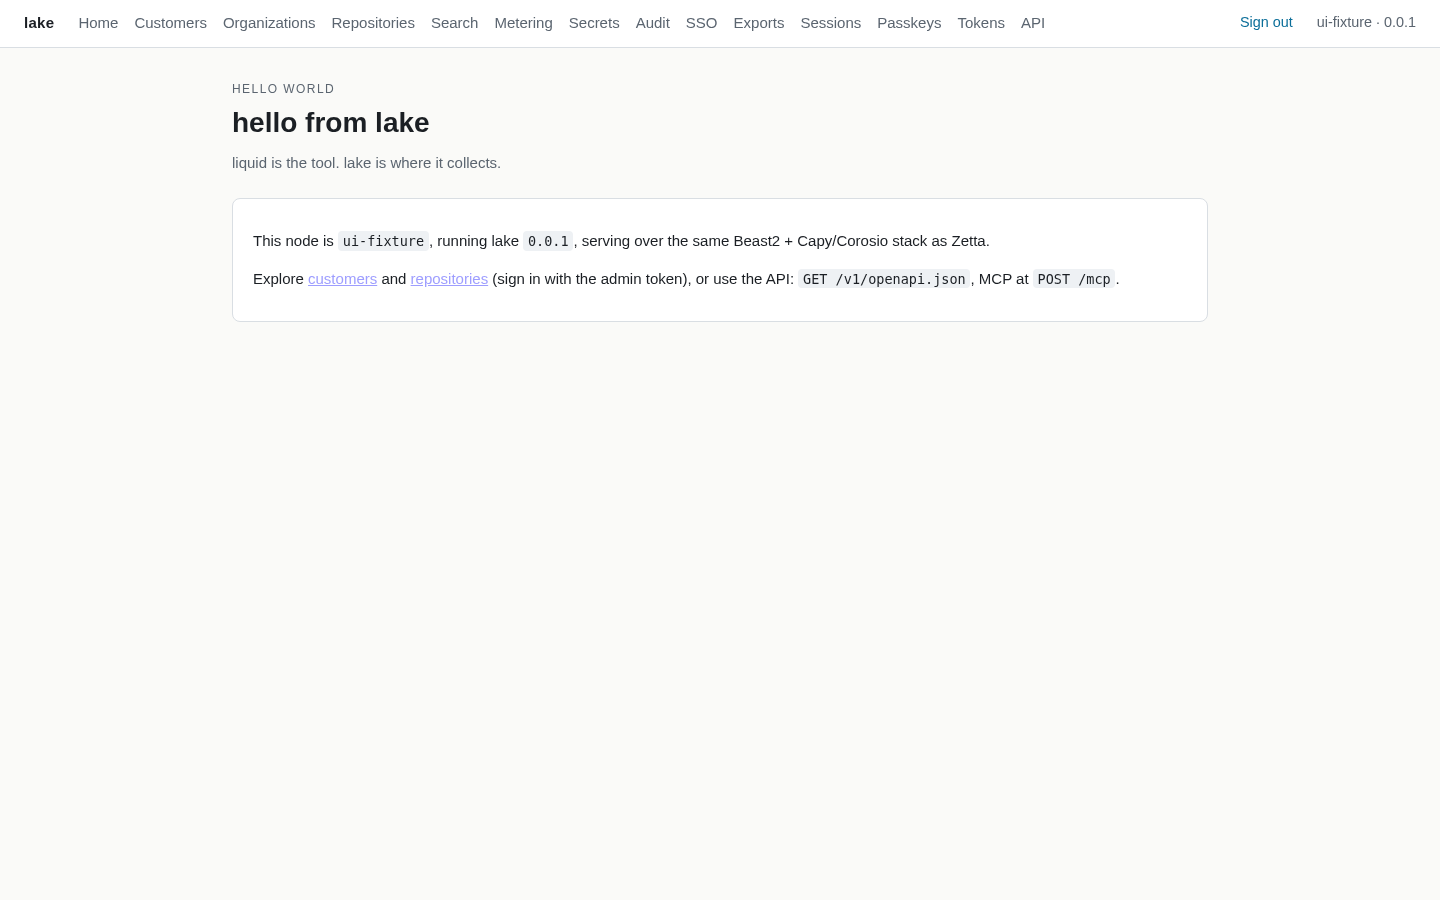 lake Home Customers Organizations Repositories Search Metering Secrets Audit SSO Exports Sessions Passkeys Tokens API Sign out ui-fixture · 0.0.1
HELLO WORLD
hello from lake
liquid is the tool. lake is where it collects.
This node is ui-fixture, running lake 0.0.1, serving over the same Beast2 + Capy/Corosio stack as Zetta.
Explore customers and repositories (sign in with the admin token), or use the API: GET /v1/openapi.json, MCP at POST /mcp.